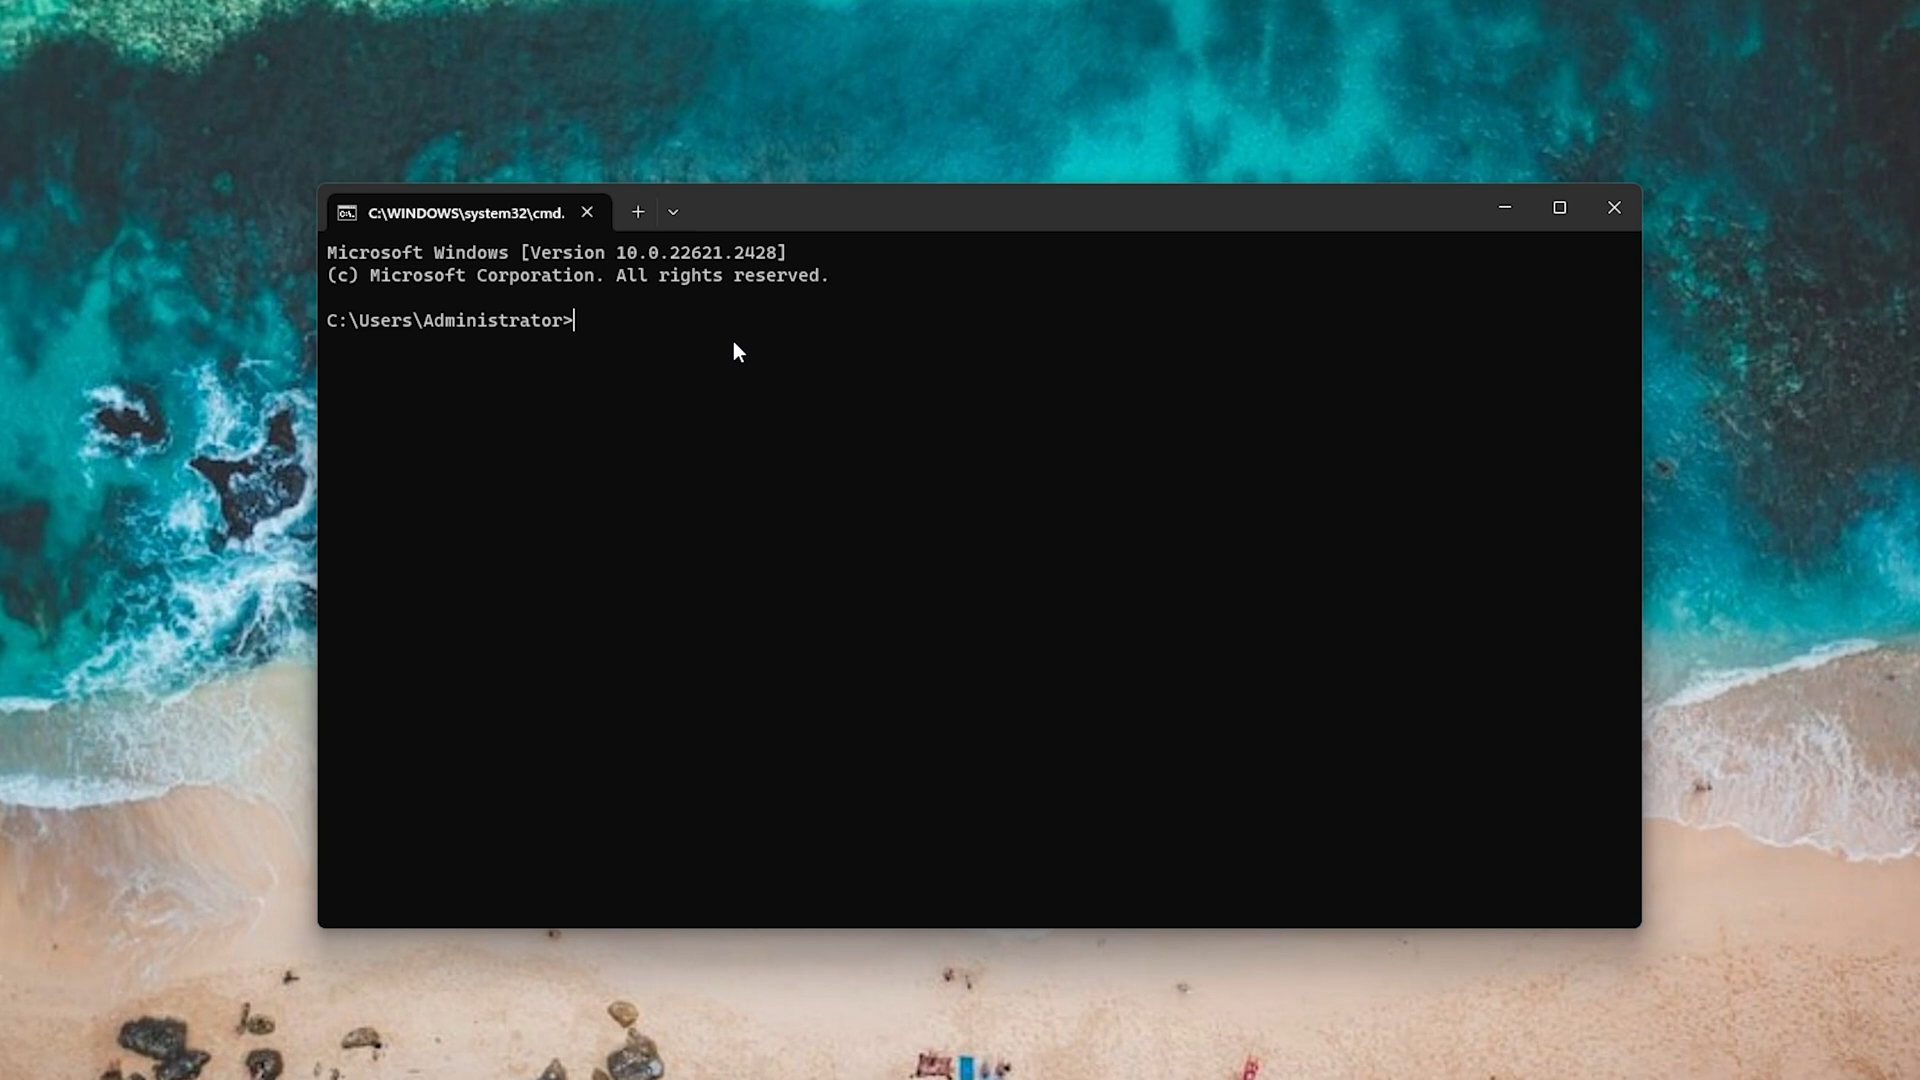 C:\WINDOWS\system32\cmd.
Microsoft Windows [Version 10.0.22621.2428]
(c) Microsoft Corporation. All rights reserved.
C:\Users\Administrator>